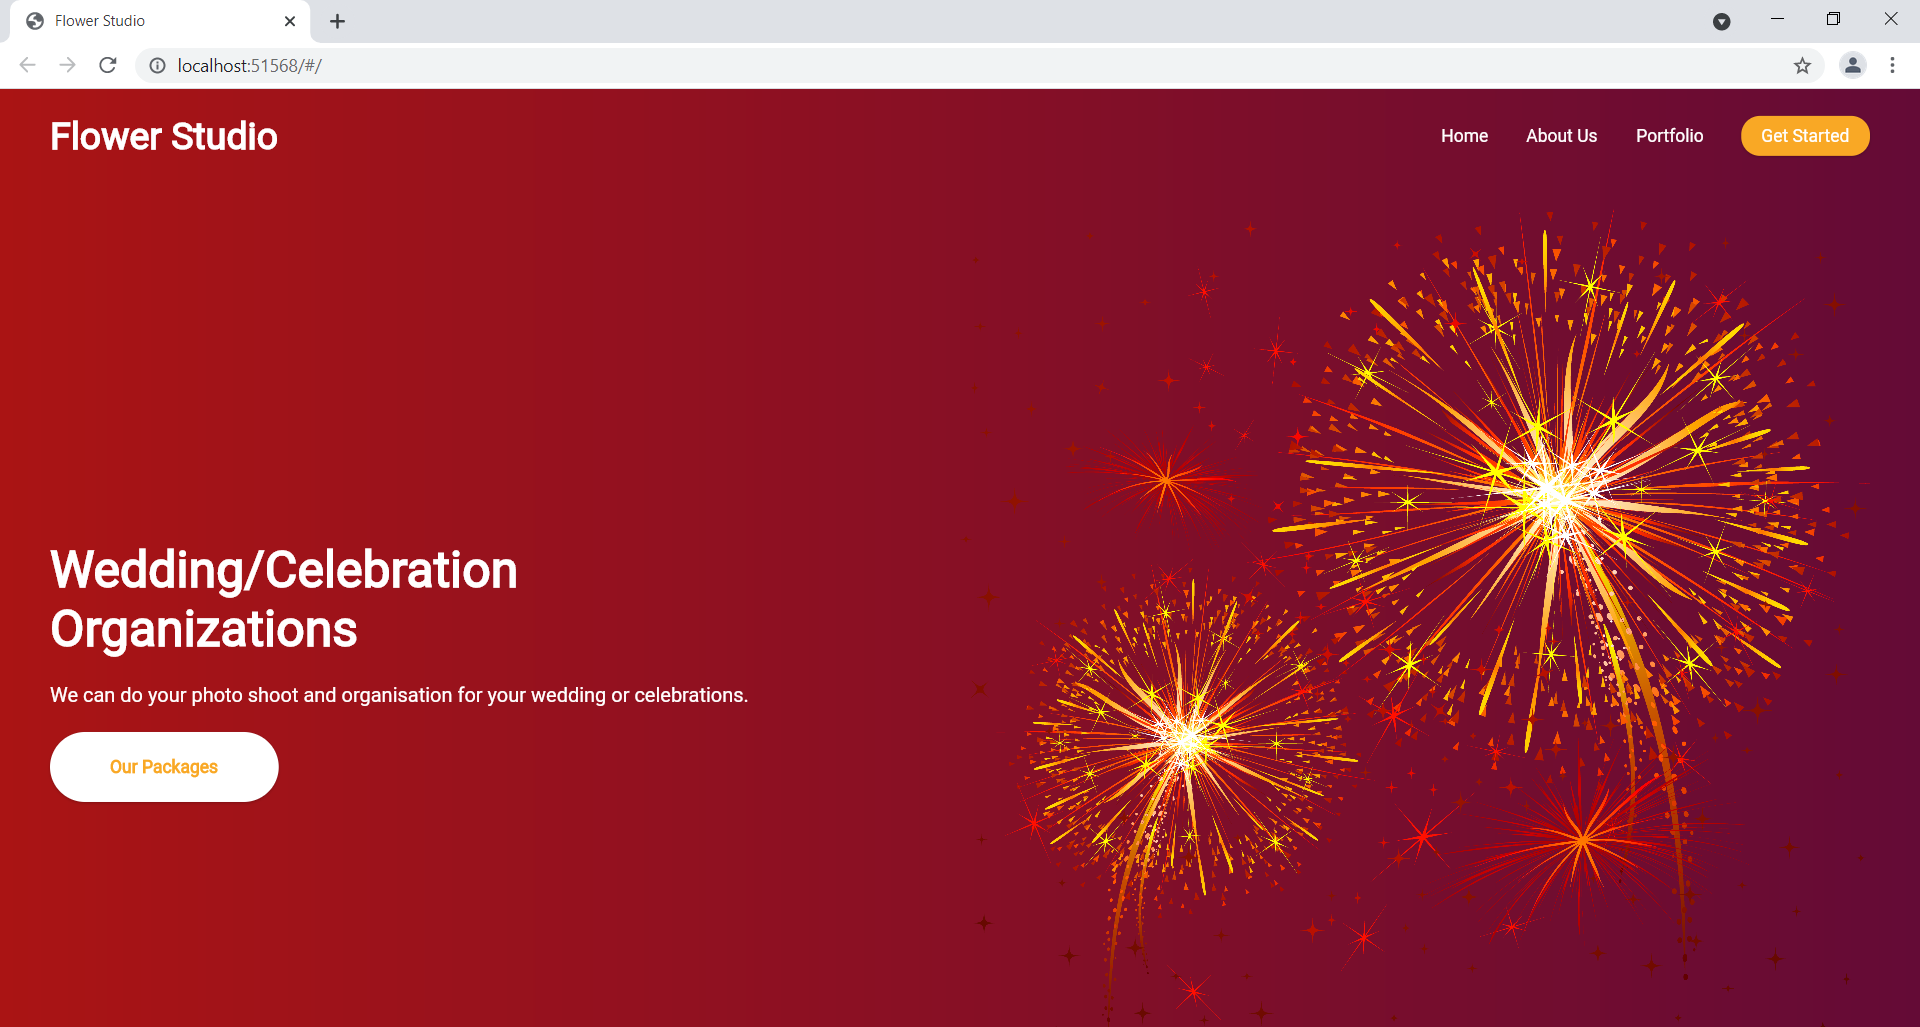 Flower Studio
localhost:51568/#/
Flower Studio
Home
About Us
Portfolio
Get Started
Wedding/Celebration
Organizations
We can do your photo shoot and organisation for your wedding or celebrations.
Our Packages